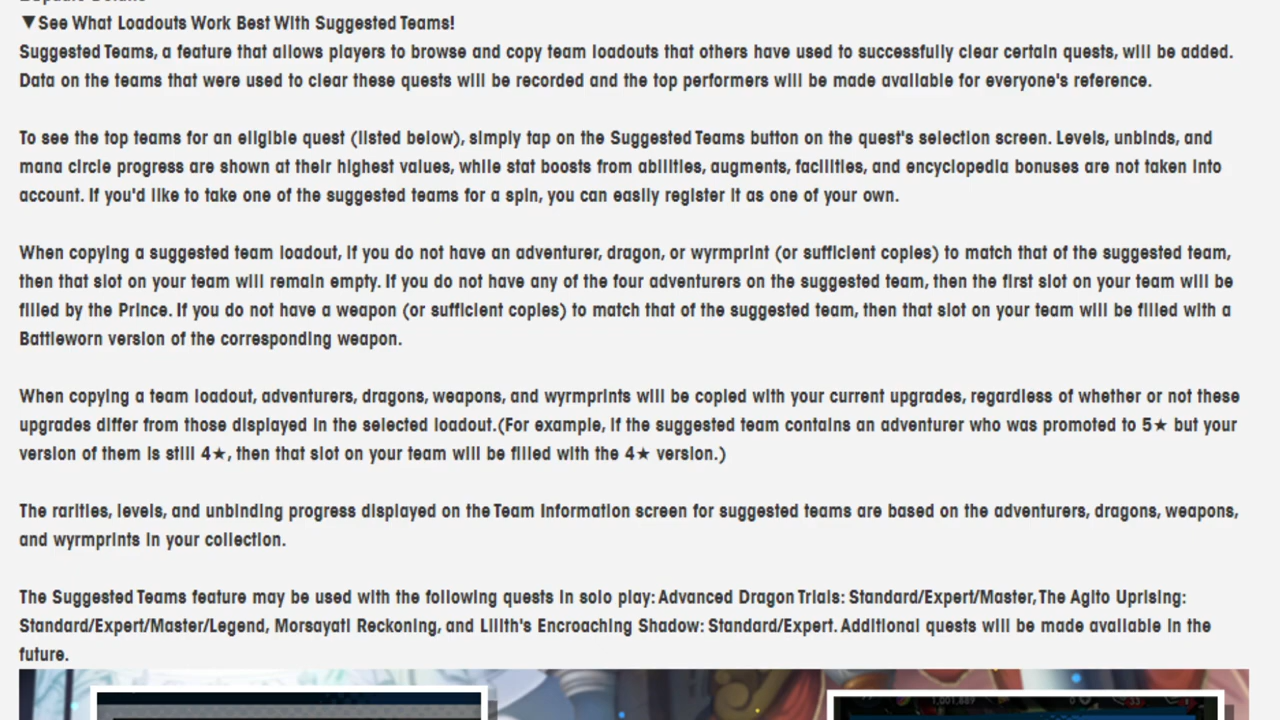 ▼See What Loadouts Work Best With Suggested Teams!
Suggested Teams, a feature that allows players to browse and copy team loadouts that others have used to successfully clear certain quests, will be added.
Data on the teams that were used to clear these quests will be recorded and the top performers will be made available for everyone's reference.
To see the top teams for an eligible quest (listed below), simply tap on the Suggested Teams button on the quest's selection screen. Levels, unbinds, and
mana circle progress are shown at their highest values, while stat boosts from abilities, augments, facilities, and encyclopedia bonuses are not taken into
account. If you'd like to take one of the suggested teams for a spin, you can easily register it as one of your own.
When copying a suggested team loadout, if you do not have an adventurer, dragon, or wyrmprint (or sufficient copies) to match that of the suggested team,
then that slot on your team will remain empty. If you do not have any of the four adventurers on the suggested team, then the first slot on your team will be
filled by the Prince. If you do not have a weapon (or sufficient copies) to match that of the suggested team, then that slot on your team will be filled with a
Battleworn version of the corresponding weapon.
When copying a team loadout, adventurers, dragons, weapons, and wyrmprints will be copied with your current upgrades, regardless of whether or not these
upgrades differ from those displayed in the selected loadout.(For example, if the suggested team contains an adventurer who was promoted to 5★ but your
version of them is still 4★, then that slot on your team will be filled with the 4★ version.)
The rarities, levels, and unbinding progress displayed on the Team Information screen for suggested teams are based on the adventurers, dragons, weapons,
and wyrmprints in your collection.
The Suggested Teams feature may be used with the following quests in solo play: Advanced Dragon Trials: Standard/Expert/Master, The Agito Uprising:
Standard/Expert/Master/Legend, Morsayati Reckoning, and Lilith's Encroaching Shadow: Standard/Expert. Additional quests will be made available in the
future.